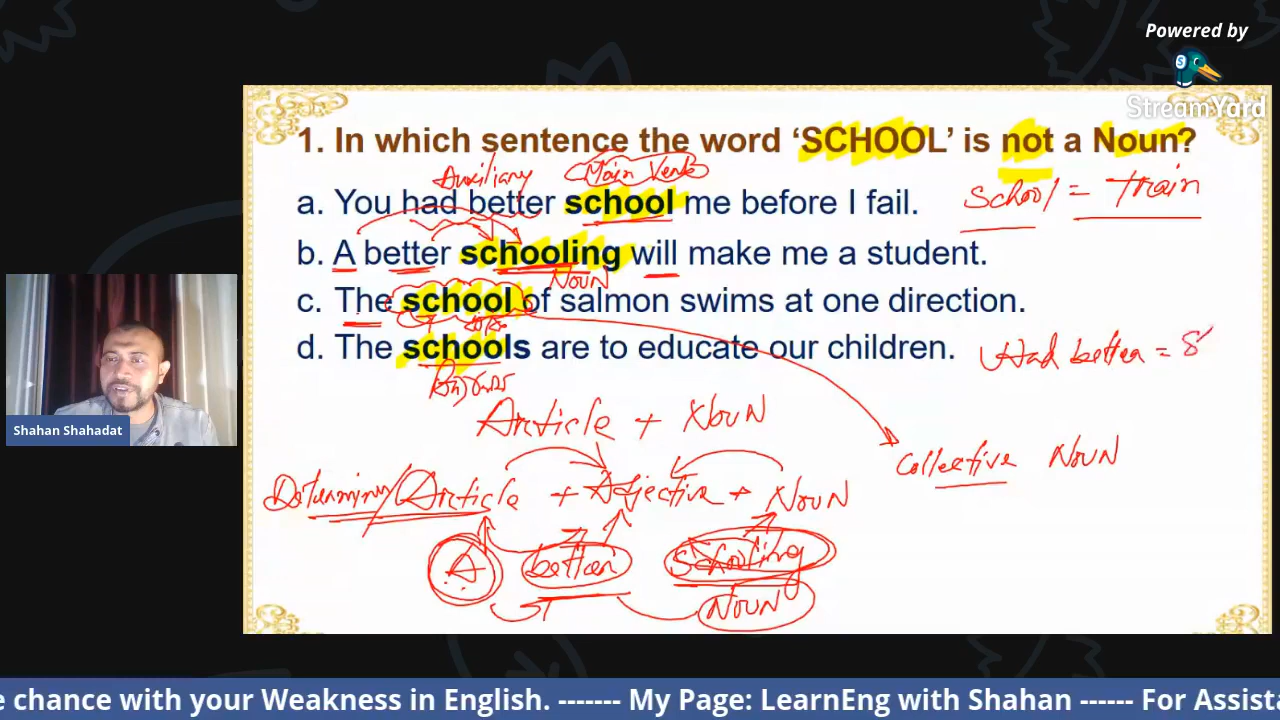 Powered by
StreamYard
1. In which sentence the word ‘SCHOOL’ is not a Noun?
Auxiliary Main Verb
a. You had better school me before I fail.
School = Train
b. A better schooling will make me a student.
Noun
c. The school of salmon swims at one direction.
d. The schools are to educate our children.
Had better =
Article + Noun
Collective Noun
Determiner/Article + Adjective + Noun
A better Schooling
Noun
Shahan Shahadat
e chance with your Weakness in English. ------- My Page: LearnEng with Shahan ------ For Assista